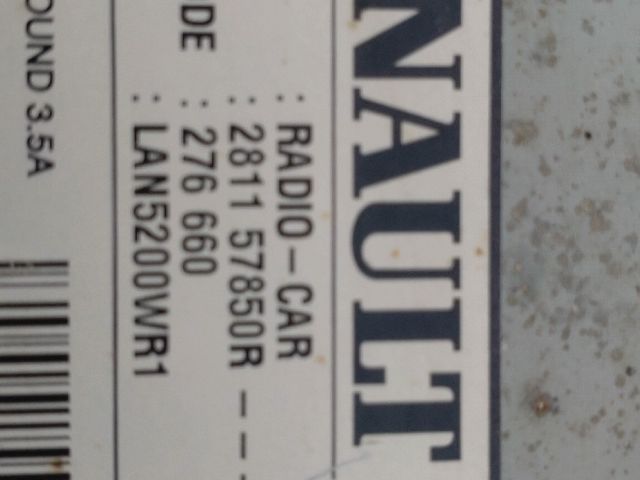 NAULT
: RADIO-CAR
: 2811 57850R ---
DE : 276 660
: LAN5200WR1
OUND 3.5A